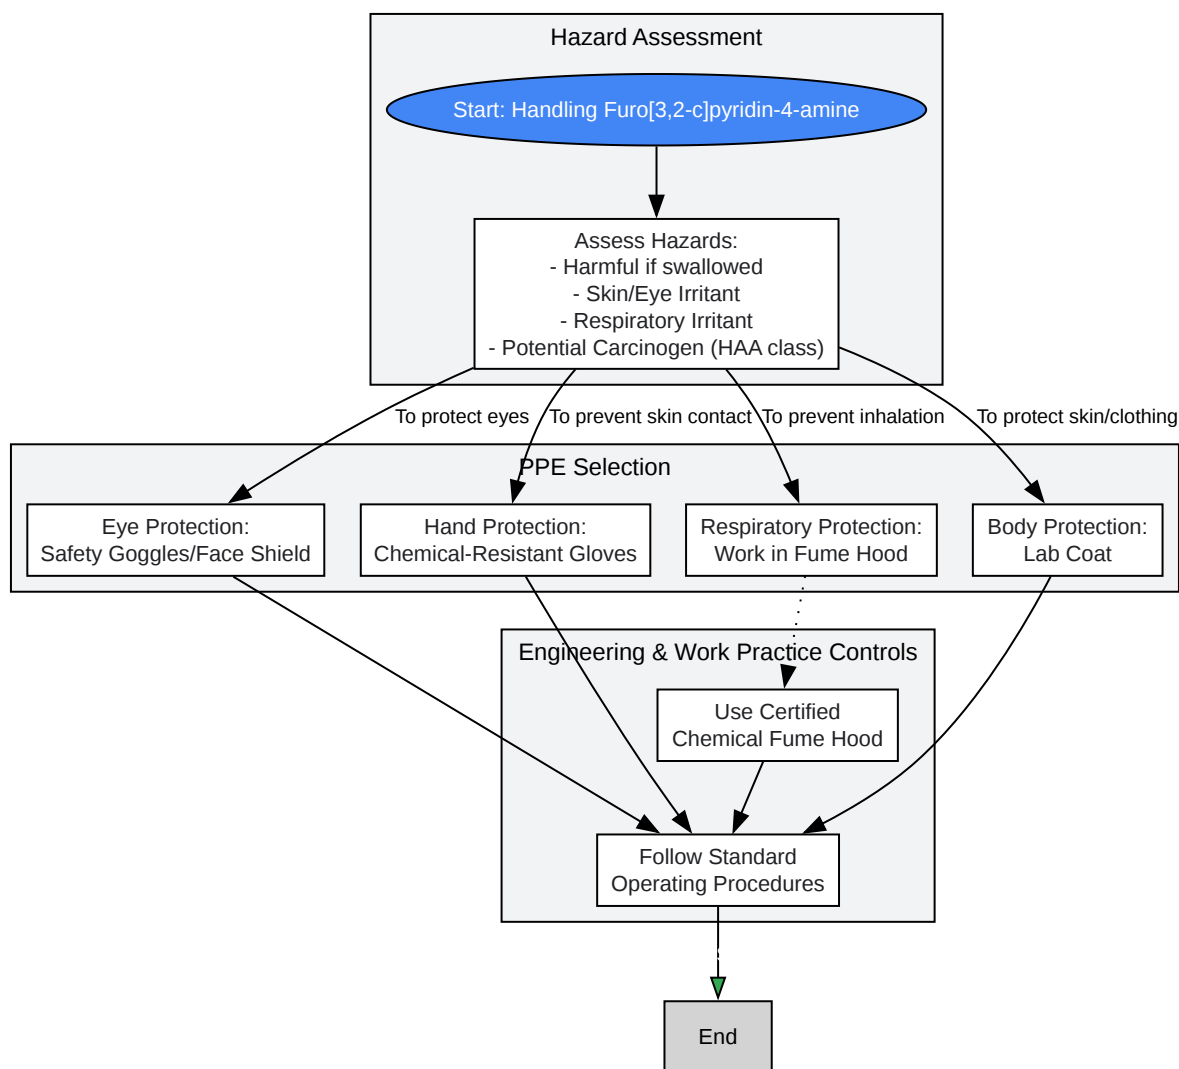 Hazard Assessment
Start: Handling Furo[3,2-c]pyridin-4-amine
Assess Hazards:
- Harmful if swallowed
- Skin/Eye Irritant
- Respiratory Irritant
- Potential Carcinogen (HAA class)
To protect eyes
To prevent skin contact
To prevent inhalation
To protect skin/clothing
PPE Selection
Eye Protection:
Safety Goggles/Face Shield
Hand Protection:
Chemical-Resistant Gloves
Respiratory Protection:
Work in Fume Hood
Body Protection:
Lab Coat
Engineering & Work Practice Controls
Use Certified
Chemical Fume Hood
Follow Standard
Operating Procedures
End